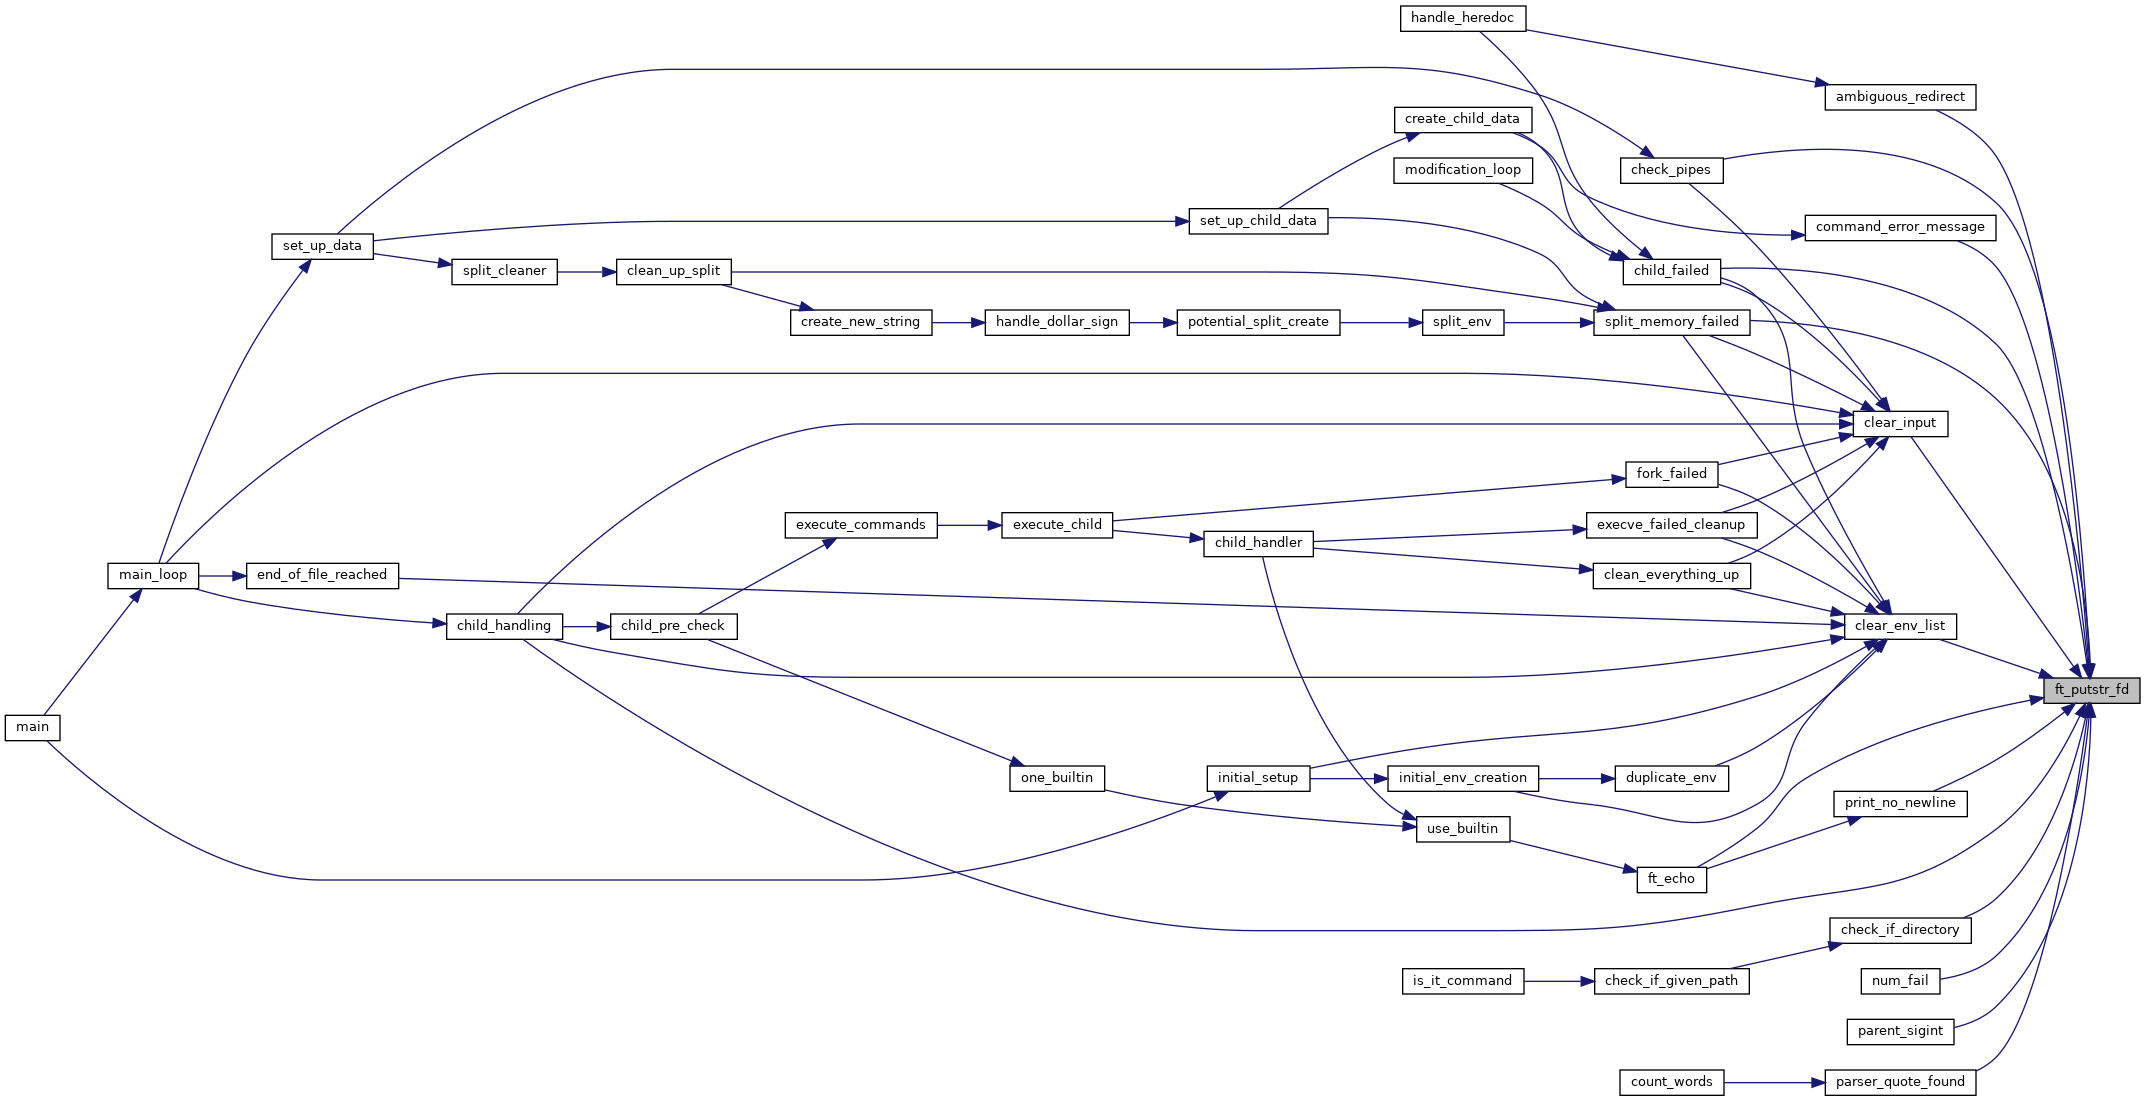 handle_heredoc
ambiguous_redirect
create_child_data
modification_loop
check_pipes
set_up_child_data
command_error_message
set_up_data
split_cleaner
clean_up_split
child_failed
create_new_string
handle_dollar_sign
potential_split_create
split_env
split_memory_failed
clear_input
fork_failed
execute_commands
execute_child
child_handler
execve_failed_cleanup
main_loop
end_of_file_reached
clean_everything_up
child_handling
child_pre_check
clear_env_list
ft_putstr_fd
main
one_builtin
initial_setup
initial_env_creation
duplicate_env
print_no_newline
use_builtin
ft_echo
check_if_directory
is_it_command
check_if_given_path
num_fail
parent_sigint
count_words
parser_quote_found